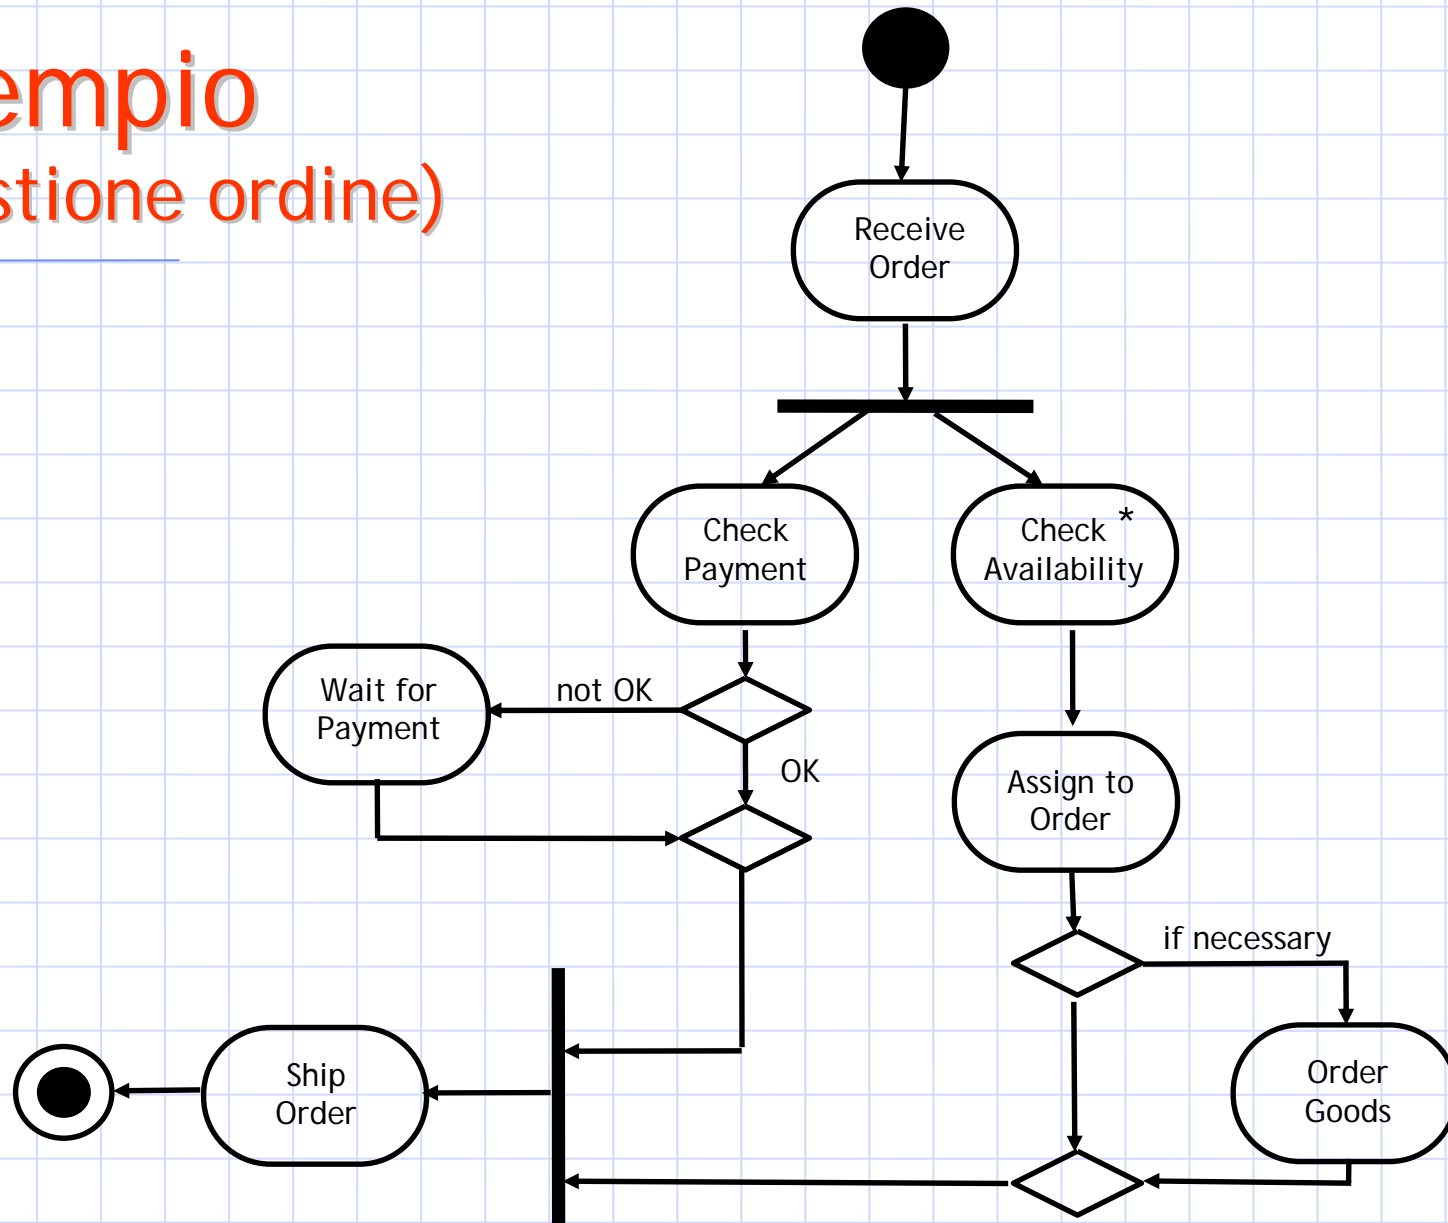 empio
stione ordine)
Receive
Order
Check
Payment
Check *
Availability
Wait for
Payment
not OK
OK
Assign to
Order
if necessary
Order
Goods
Ship
Order